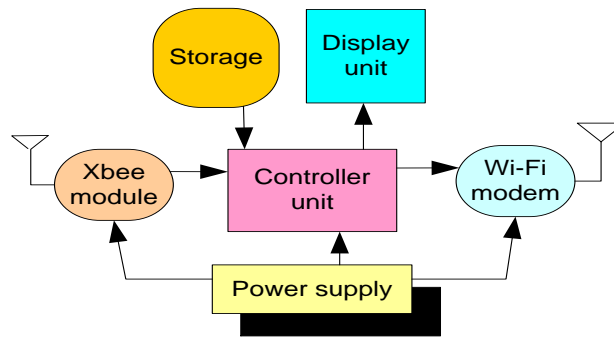 Storage
Display
unit
Xbee
module
Controller
unit
Wi-Fi
modem
Power supply